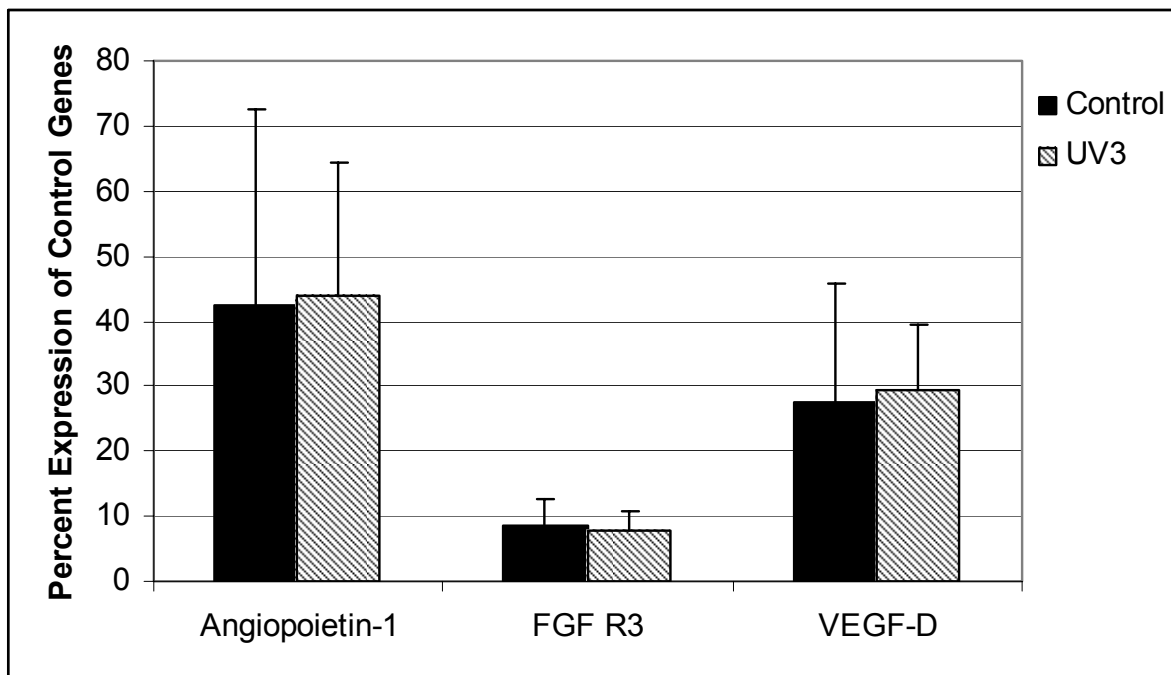 Percent Expression of Control Genes
80
70
60
50
40
30
20
10
0
Angiopoietin-1
FGF R3
VEGF-D
Control
UV3